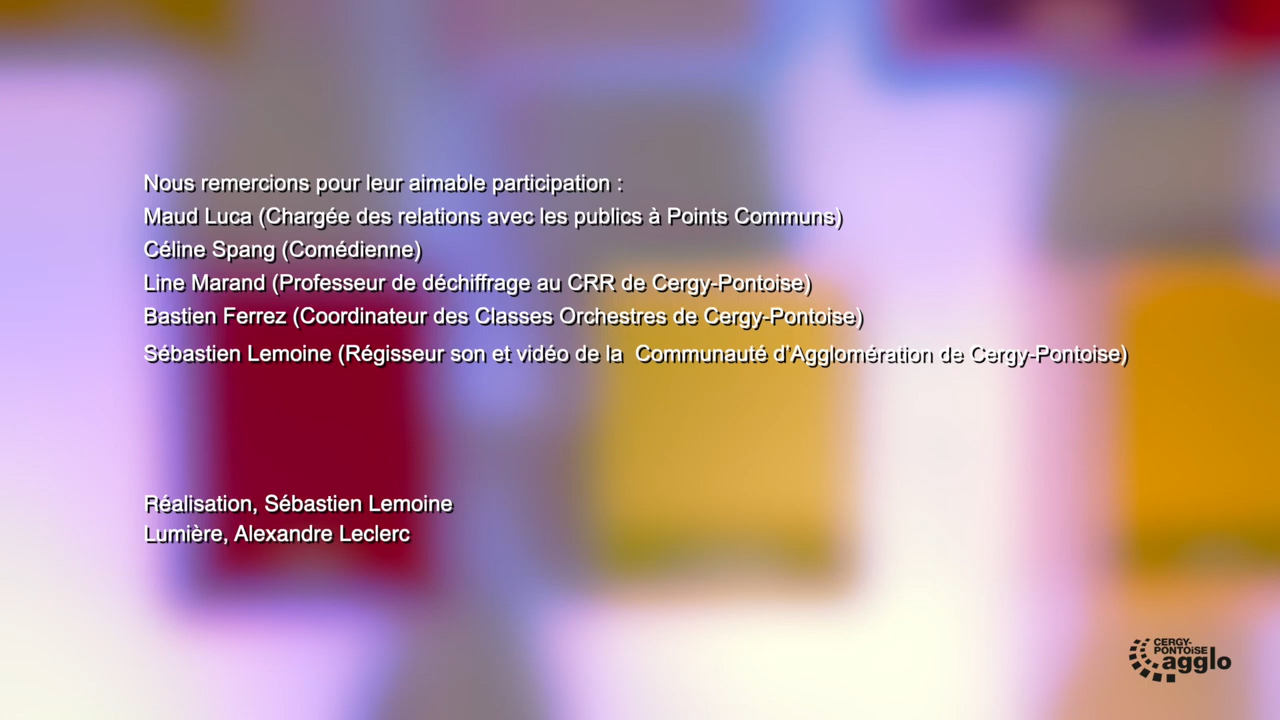 Nous remercions pour leur aimable participation :
Maud Luca (Chargée des relations avec les publics à Points Communs)
Céline Spang (Comédienne)
Line Marand (Professeur de déchiffrage au CRR de Cergy-Pontoise)
Bastien Ferrez (Coordinateur des Classes Orchestres de Cergy-Pontoise)
Sébastien Lemoine (Régisseur son et vidéo de la  Communauté d'Agglomération de Cergy-Pontoise)
Réalisation, Sébastien Lemoine
Lumière, Alexandre Leclerc
CERGY-
PONTOiSE
agglo